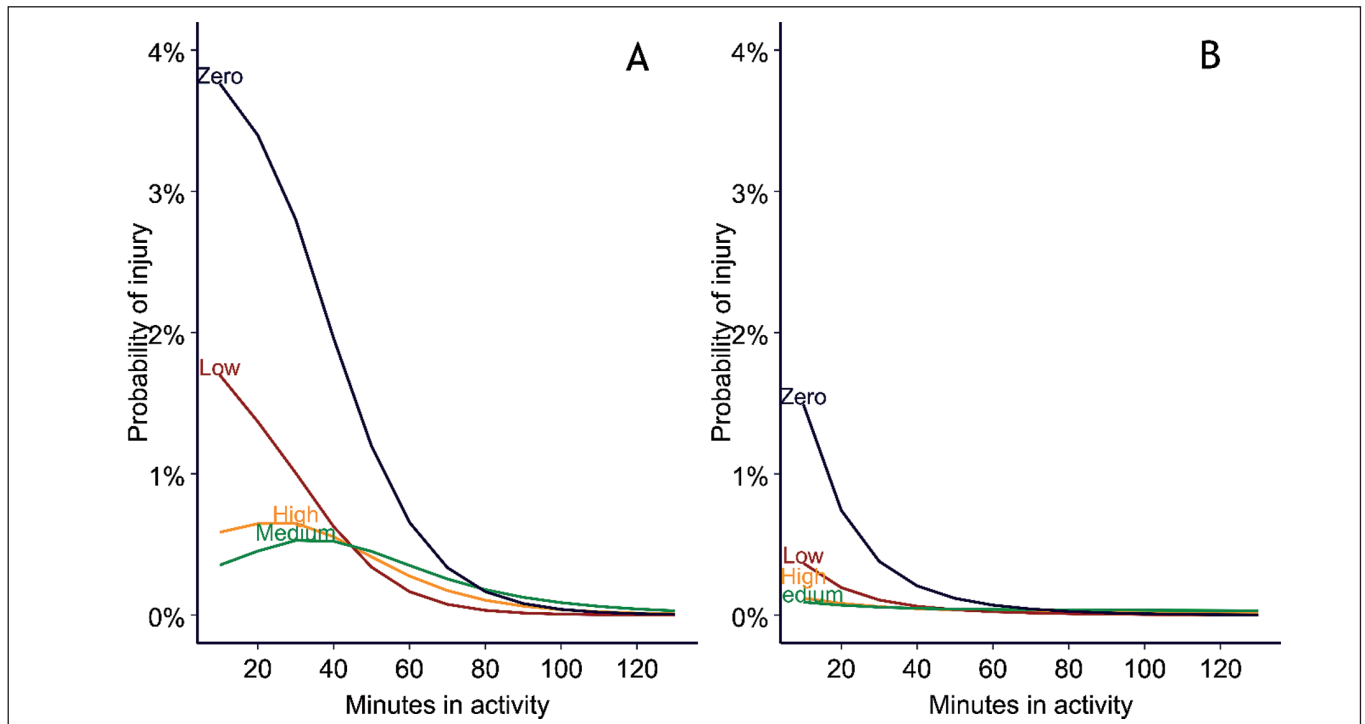 A
4%
3%
2%
1%
0%
Probability of injury
Zero
Low
High
Medium
20 40 60 80 100 120
Minutes in activity
B
4%
3%
2%
1%
0%
Probability of injury
Zero
Low
High
edium
20 40 60 80 100 120
Minutes in activity